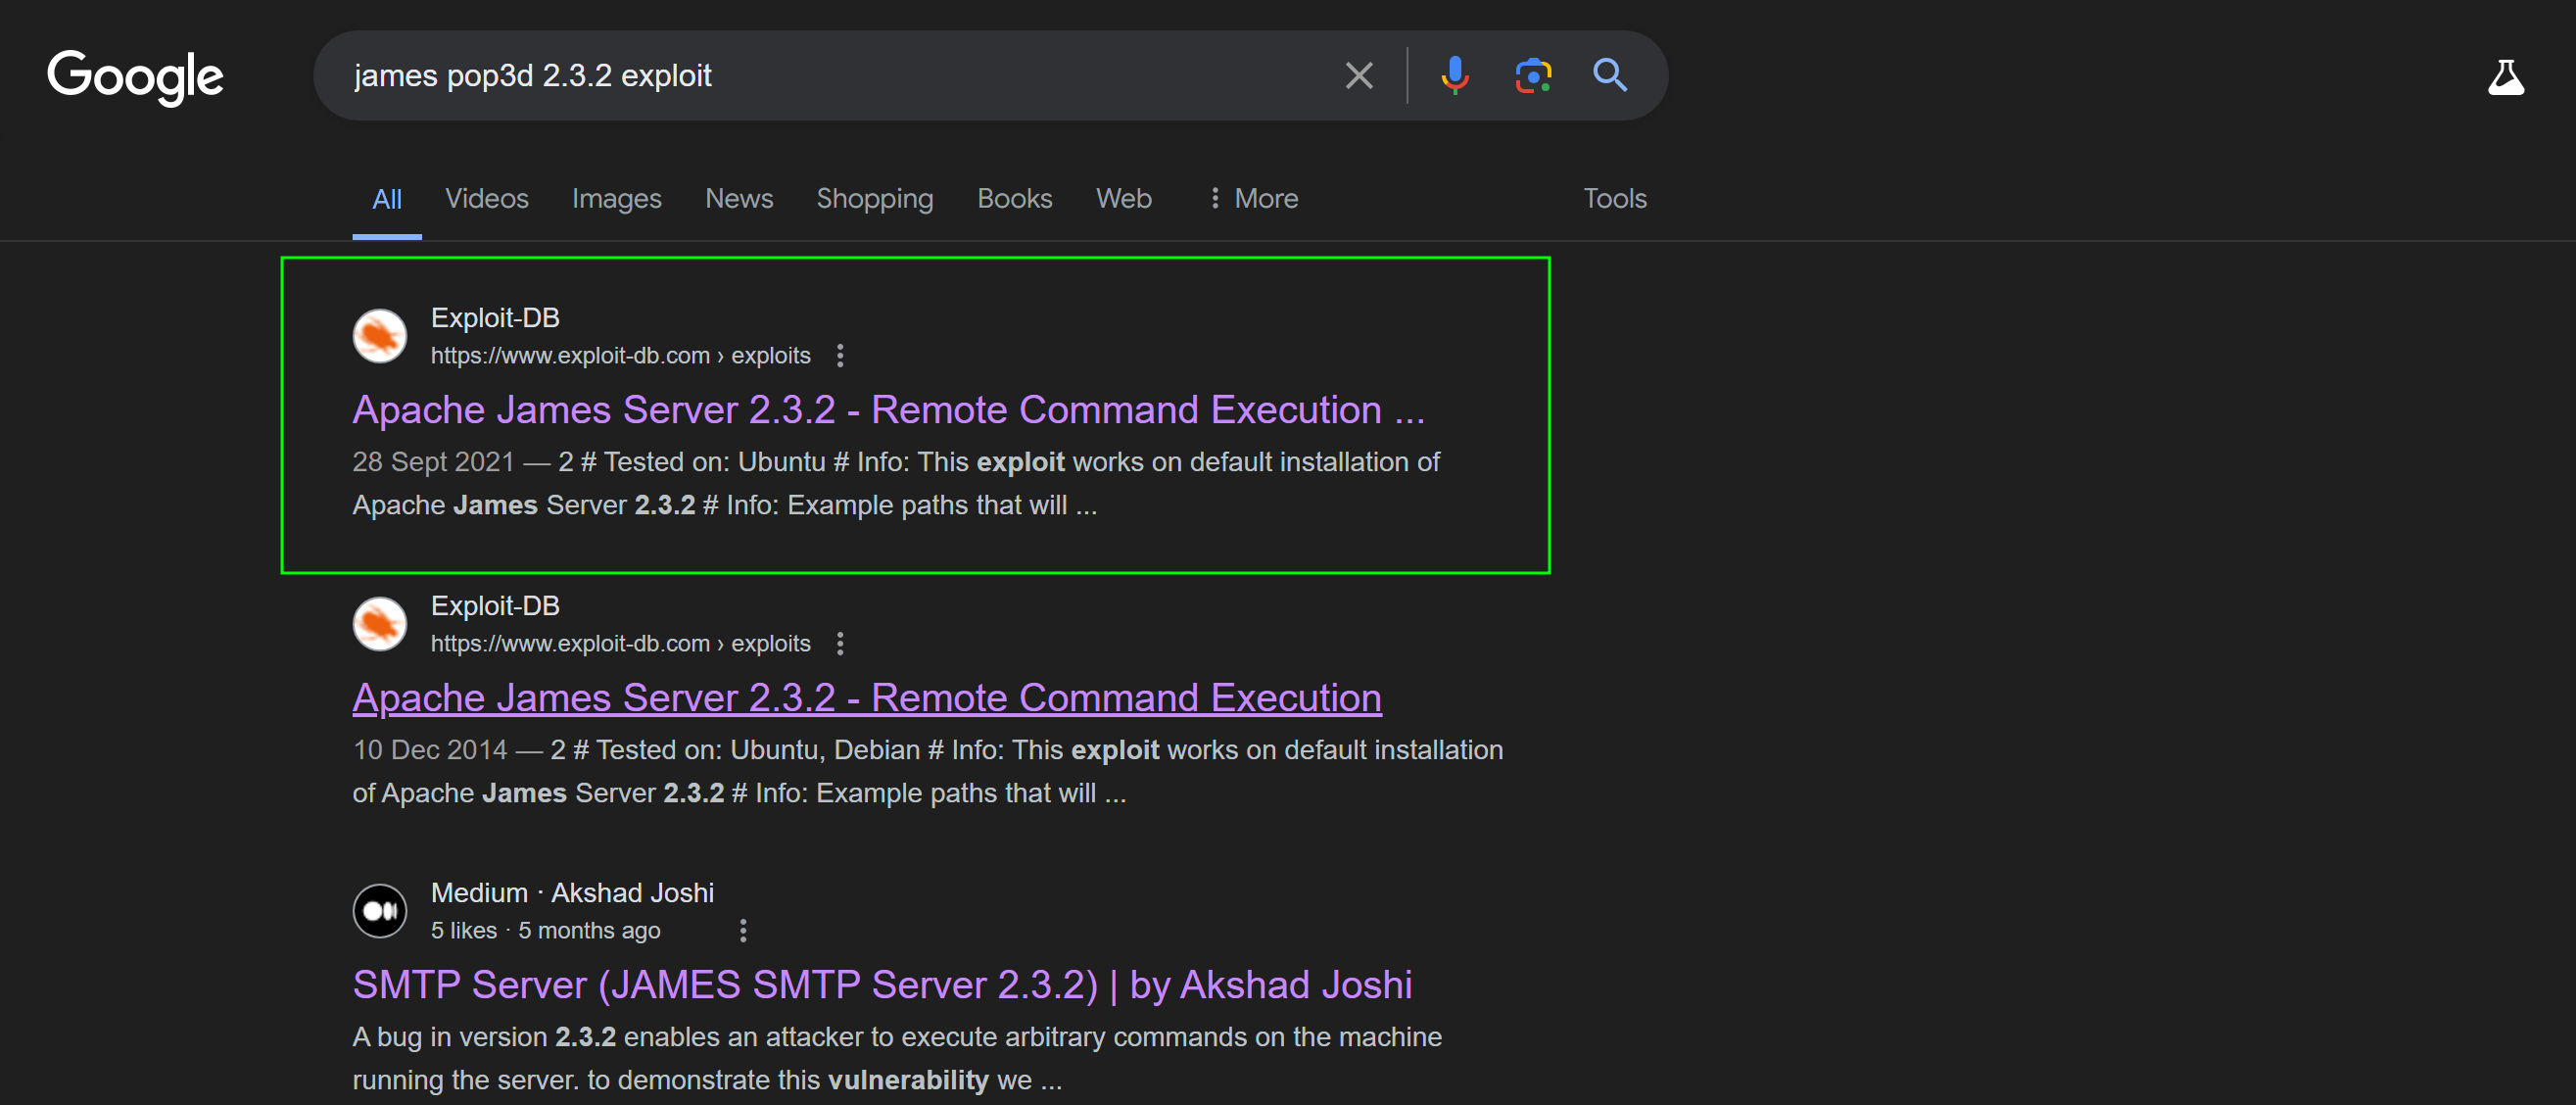 Google
james pop3d 2.3.2 exploit
All Videos Images News Shopping Books Web More Tools
Exploit-DB
https://www.exploit-db.com › exploits
Apache James Server 2.3.2 - Remote Command Execution ...
28 Sept 2021 — 2 # Tested on: Ubuntu # Info: This exploit works on default installation of
Apache James Server 2.3.2 # Info: Example paths that will ...
Exploit-DB
https://www.exploit-db.com › exploits
Apache James Server 2.3.2 - Remote Command Execution
10 Dec 2014 — 2 # Tested on: Ubuntu, Debian # Info: This exploit works on default installation
of Apache James Server 2.3.2 # Info: Example paths that will ...
Medium · Akshad Joshi
5 likes · 5 months ago
SMTP Server (JAMES SMTP Server 2.3.2) | by Akshad Joshi
A bug in version 2.3.2 enables an attacker to execute arbitrary commands on the machine
running the server. to demonstrate this vulnerability we ...